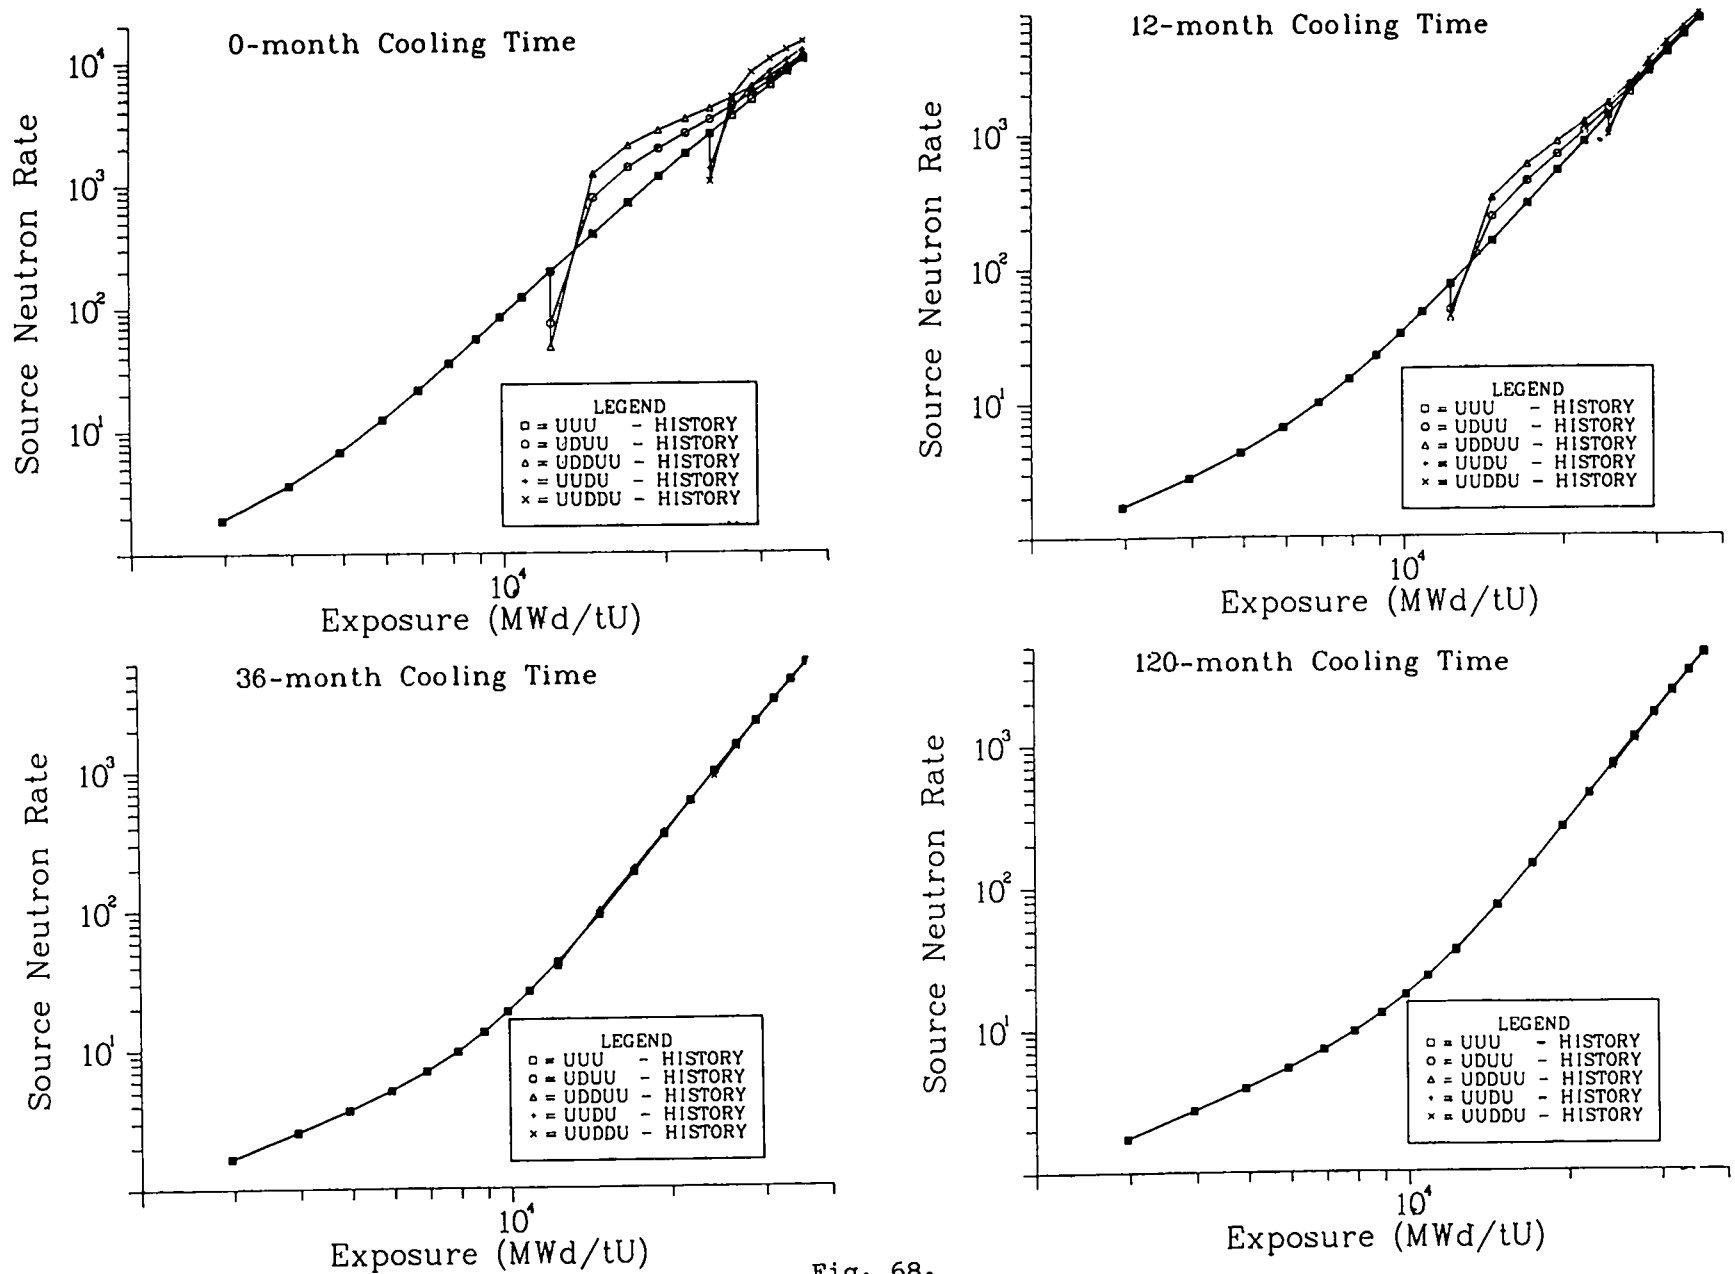 0-month Cooling Time
Source Neutron Rate
10⁴
10³
10²
10¹
LEGEND
□ = UUU - HISTORY
○ = UDUU - HISTORY
△ = UDDUU - HISTORY
+ = UUDU - HISTORY
× = UUDDU - HISTORY
10⁴
Exposure (MWd/tU)
12-month Cooling Time
Source Neutron Rate
10³
10²
10¹
LEGEND
□ = UUU - HISTORY
○ = UDUU - HISTORY
△ = UDDUU - HISTORY
+ = UUDU - HISTORY
× = UUDDU - HISTORY
10⁴
Exposure (MWd/tU)
36-month Cooling Time
Source Neutron Rate
10³
10²
10¹
LEGEND
□ = UUU - HISTORY
○ = UDUU - HISTORY
△ = UDDUU - HISTORY
+ = UUDU - HISTORY
× = UUDDU - HISTORY
10⁴
Exposure (MWd/tU)
120-month Cooling Time
Source Neutron Rate
10³
10²
10¹
LEGEND
□ = UUU - HISTORY
○ = UDUU - HISTORY
△ = UDDUU - HISTORY
+ = UUDU - HISTORY
× = UUDDU - HISTORY
10⁴
Exposure (MWd/tU)
Fig. 68.